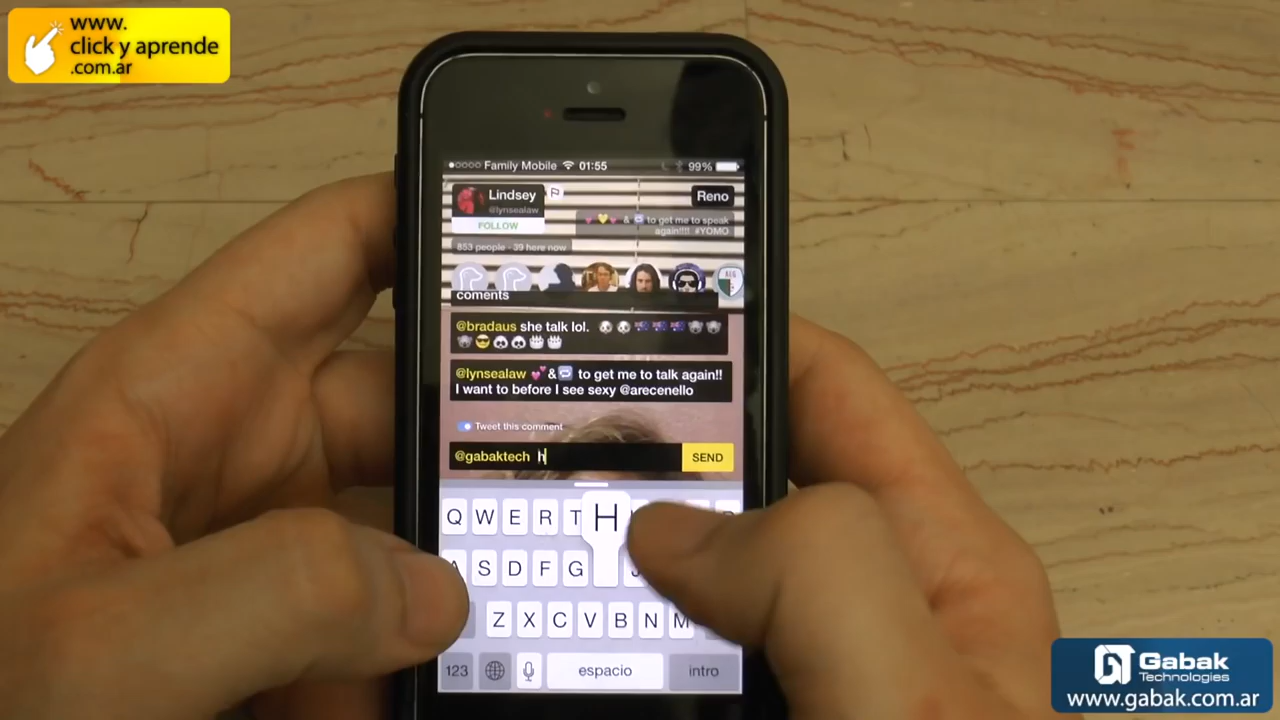 www.
click y aprende
.com.ar
Family Mobile 01:55 99%
Lindsey
@lynsealaw
FOLLOW
Reno
& to get me to speak
again!!!! #YOMO
853 people - 39 here now
coments
@bradaus she talk lol.
@lynsealaw 💕&🔁 to get me to talk again!!
I want to before I see sexy @arecenello
Tweet this comment
@gabaktech h
SEND
Q W E R T H
A S D F G J
Z X C V B N M
123 espacio intro
Gabak
Technologies
www.gabak.com.ar